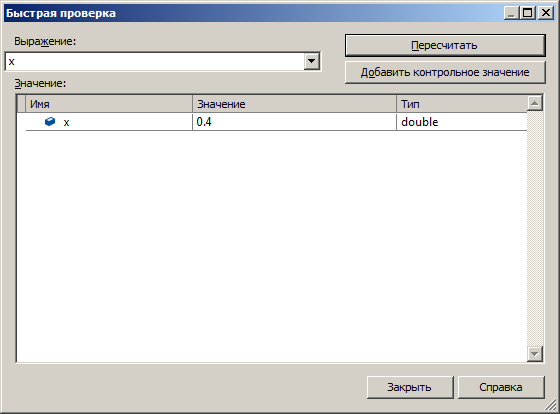 Быстрая проверка
Выражение:
x
Пересчитать
Добавить контрольное значение
Значение:
Имя Значение Тип
x 0.4 double
Закрыть Справка